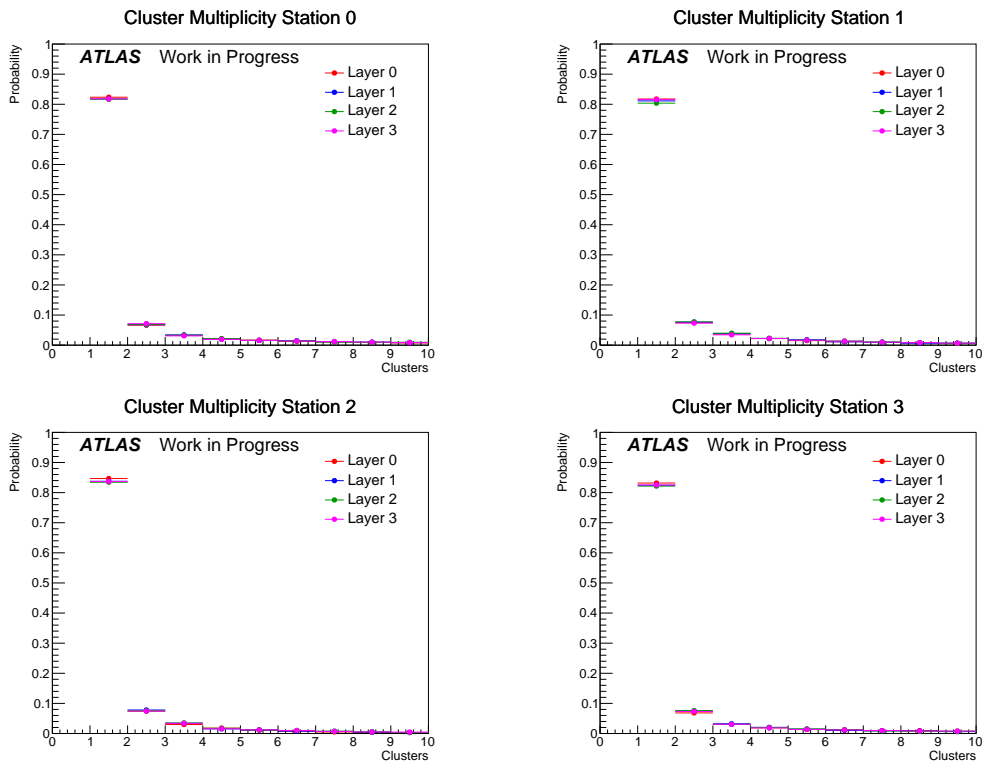 Cluster Multiplicity Station 0
Probability
ATLAS Work in Progress
Layer 0
Layer 1
Layer 2
Layer 3
1
0.9
0.8
0.7
0.6
0.5
0.4
0.3
0.2
0.1
0
0 1 2 3 4 5 6 7 8 9 10
Clusters
Cluster Multiplicity Station 1
Probability
ATLAS Work in Progress
Layer 0
Layer 1
Layer 2
Layer 3
1
0.9
0.8
0.7
0.6
0.5
0.4
0.3
0.2
0.1
0
0 1 2 3 4 5 6 7 8 9 10
Clusters
Cluster Multiplicity Station 2
Probability
ATLAS Work in Progress
Layer 0
Layer 1
Layer 2
Layer 3
1
0.9
0.8
0.7
0.6
0.5
0.4
0.3
0.2
0.1
0
0 1 2 3 4 5 6 7 8 9 10
Clusters
Cluster Multiplicity Station 3
Probability
ATLAS Work in Progress
Layer 0
Layer 1
Layer 2
Layer 3
1
0.9
0.8
0.7
0.6
0.5
0.4
0.3
0.2
0.1
0
0 1 2 3 4 5 6 7 8 9 10
Clusters